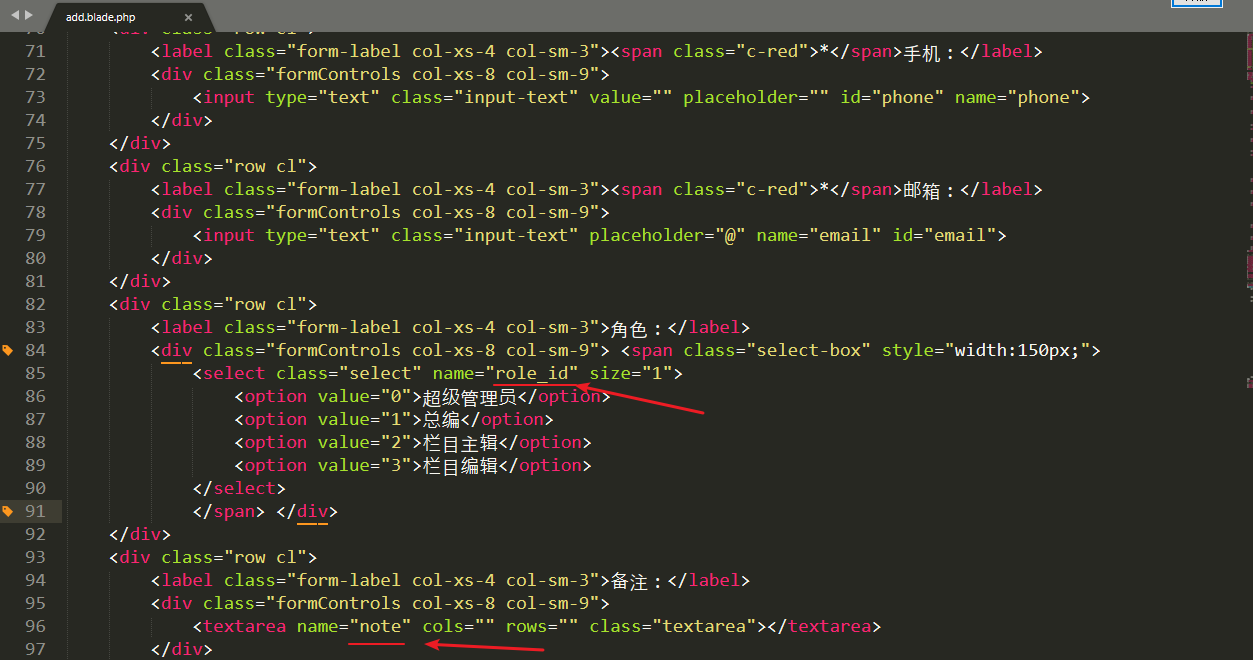 add.blade.php ×
71 <label class="form-label col-xs-4 col-sm-3"><span class="c-red">*</span>手机：</label>
72 <div class="formControls col-xs-8 col-sm-9">
73 <input type="text" class="input-text" value="" placeholder="" id="phone" name="phone">
74 </div>
75 </div>
76 <div class="row cl">
77 <label class="form-label col-xs-4 col-sm-3"><span class="c-red">*</span>邮箱：</label>
78 <div class="formControls col-xs-8 col-sm-9">
79 <input type="text" class="input-text" placeholder="@" name="email" id="email">
80 </div>
81 </div>
82 <div class="row cl">
83 <label class="form-label col-xs-4 col-sm-3">角色：</label>
84 <div class="formControls col-xs-8 col-sm-9"> <span class="select-box" style="width:150px;">
85 <select class="select" name="role_id" size="1">
86 <option value="0">超级管理员</option>
87 <option value="1">总编</option>
88 <option value="2">栏目主辑</option>
89 <option value="3">栏目编辑</option>
90 </select>
91 </span> </div>
92 </div>
93 <div class="row cl">
94 <label class="form-label col-xs-4 col-sm-3">备注：</label>
95 <div class="formControls col-xs-8 col-sm-9">
96 <textarea name="note" cols="" rows="" class="textarea"></textarea>
97 </div>